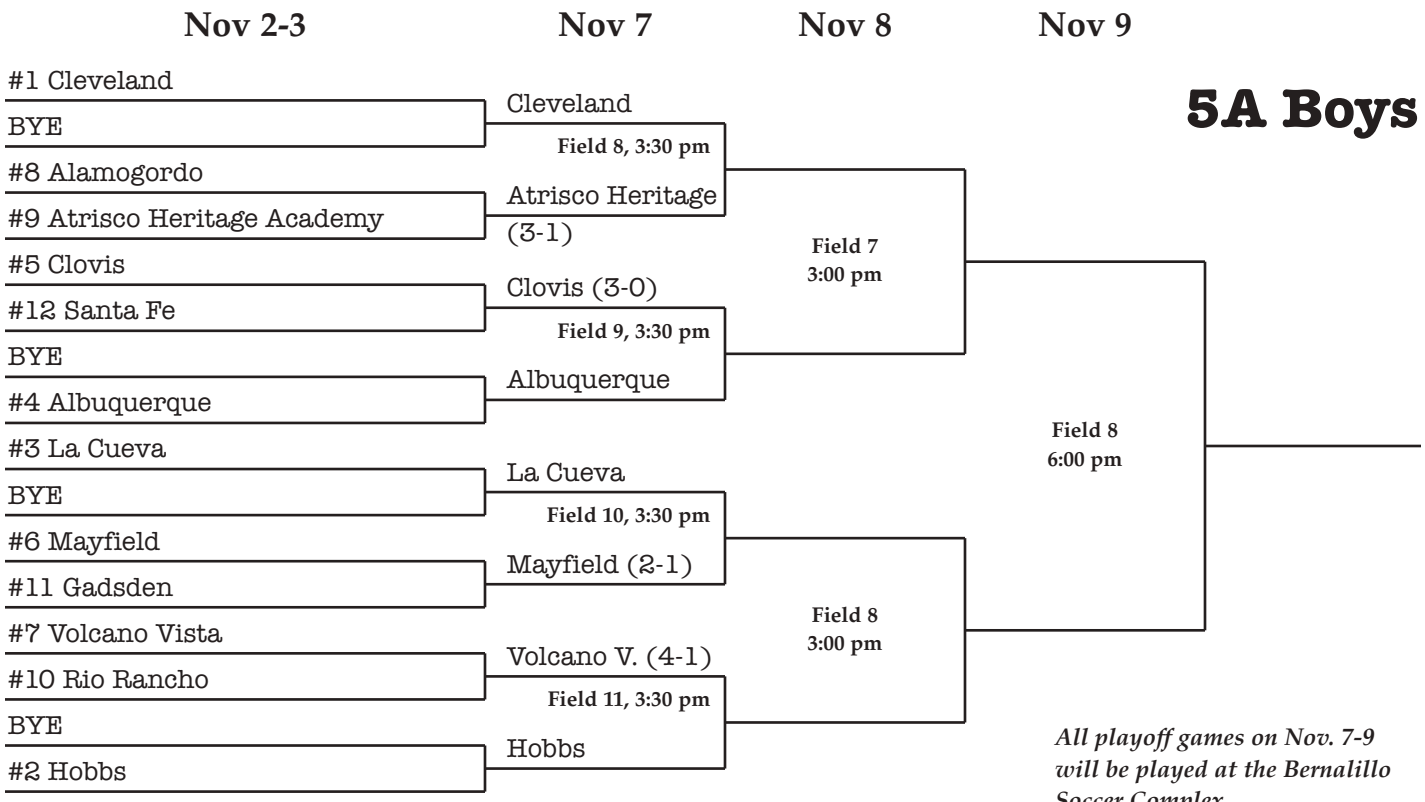 Nov 2-3
Nov 7
Nov 8
Nov 9
5A Boys
#1 Cleveland
BYE
#8 Alamogordo
#9 Atrisco Heritage Academy
#5 Clovis
#12 Santa Fe
BYE
#4 Albuquerque
#3 La Cueva
BYE
#6 Mayfield
#11 Gadsden
#7 Volcano Vista
#10 Rio Rancho
BYE
#2 Hobbs
Cleveland
Field 8, 3:30 pm
Atrisco Heritage
(3-1)
Clovis (3-0)
Field 9, 3:30 pm
Albuquerque
La Cueva
Field 10, 3:30 pm
Mayfield (2-1)
Volcano V. (4-1)
Field 11, 3:30 pm
Hobbs
Field 7
3:00 pm
Field 8
3:00 pm
Field 8
6:00 pm
All playoff games on Nov. 7-9
will be played at the Bernalillo
Soccer Complex